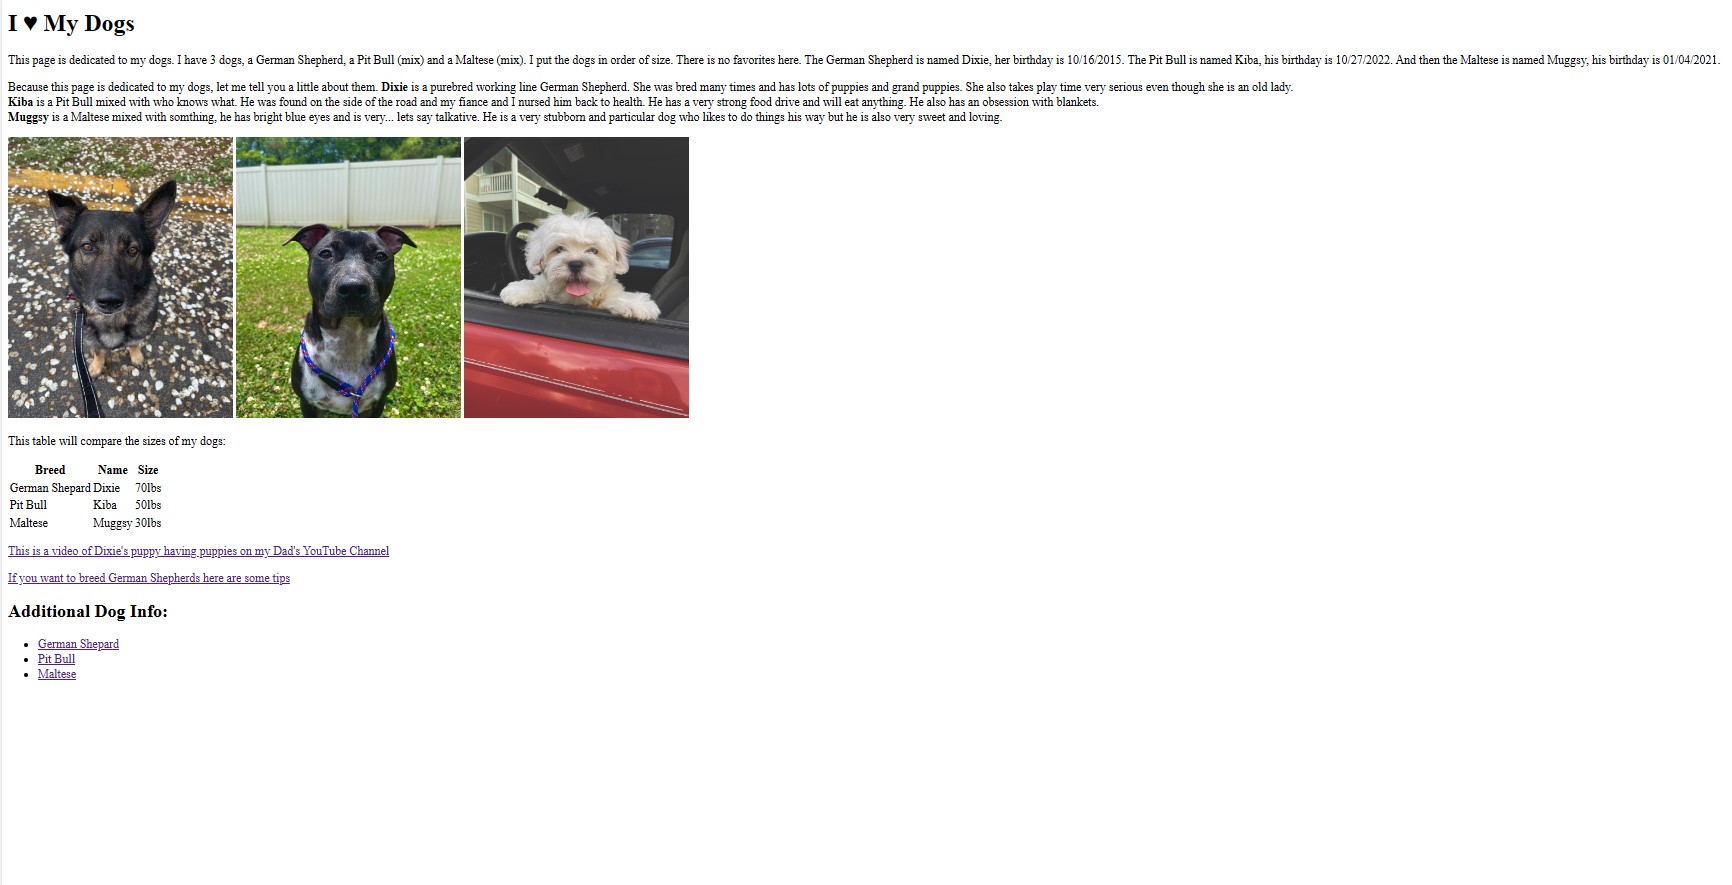 I ♥ My Dogs
This page is dedicated to my dogs. I have 3 dogs, a German Shepherd, a Pit Bull (mix) and a Maltese (mix). I put the dogs in order of size. There is no favorites here. The German Shepherd is named Dixie, her birthday is 10/16/2015. The Pit Bull is named Kiba, his birthday is 10/27/2022. And then the Maltese is named Muggsy, his birthday is 01/04/2021.
Because this page is dedicated to my dogs, let me tell you a little about them. Dixie is a purebred working line German Shepherd. She was bred many times and has lots of puppies and grand puppies. She also takes play time very serious even though she is an old lady.
Kiba is a Pit Bull mixed with who knows what. He was found on the side of the road and my fiance and I nursed him back to health. He has a very strong food drive and will eat anything. He also has an obsession with blankets.
Muggsy is a Maltese mixed with somthing, he has bright blue eyes and is very... lets say talkative. He is a very stubborn and particular dog who likes to do things his way but he is also very sweet and loving.
This table will compare the sizes of my dogs:
Breed Name Size
German Shepard Dixie 70lbs
Pit Bull Kiba 50lbs
Maltese Muggsy 30lbs
This is a video of Dixie's puppy having puppies on my Dad's YouTube Channel
If you want to breed German Shepherds here are some tips
Additional Dog Info:
• German Shepard
• Pit Bull
• Maltese